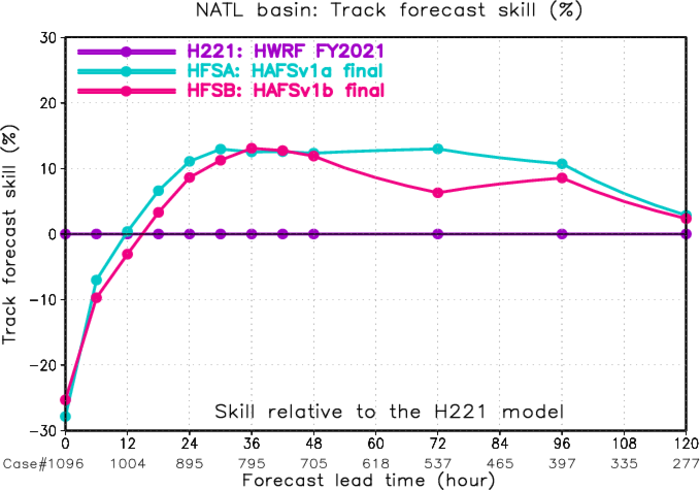 NATL basin: Track forecast skill (%)
H221: HWRF FY2021
HFSA: HAFSv1a final
HFSB: HAFSv1b final
Track forecast skill (%)
30
20
10
0
−10
−20
−30
Skill relative to the H221 model
0 12 24 36 48 60 72 84 96 108 120
Case#1096 1004 895 795 705 618 537 465 397 335 277
Forecast lead time (hour)